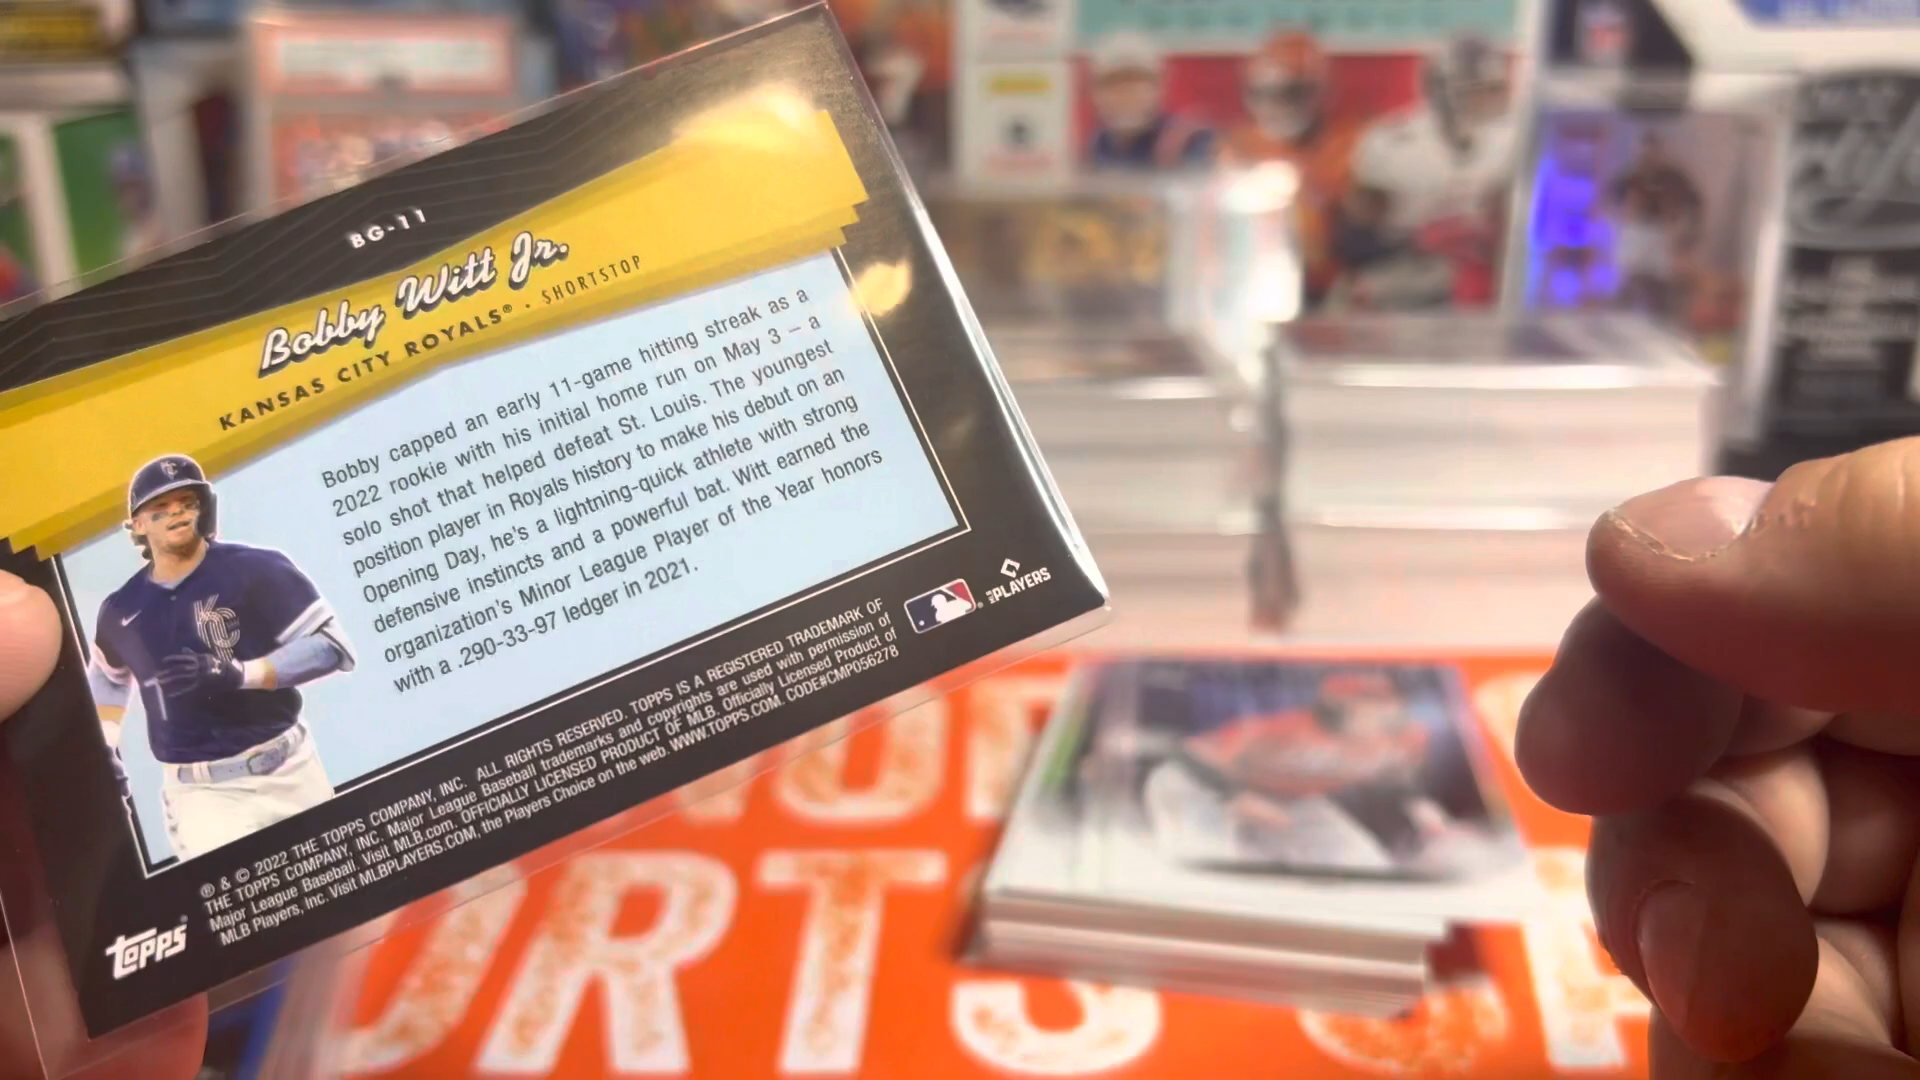 BG-11
Bobby Witt Jr.
KANSAS CITY ROYALS® • SHORTSTOP
Bobby capped an early 11-game hitting streak as a
2022 rookie with his initial home run on May 3 – a
solo shot that helped defeat St. Louis. The youngest
position player in Royals history to make his debut on an
Opening Day, he's a lightning-quick athlete with strong
defensive instincts and a powerful bat. Witt earned the
organization's Minor League Player of the Year honors
with a .290-33-97 ledger in 2021.
KC
® & © 2022 THE TOPPS COMPANY, INC. ALL RIGHTS RESERVED. TOPPS IS A REGISTERED TRADEMARK OF
THE TOPPS COMPANY, INC. Major League Baseball trademarks and copyrights are used with permission of
Major League Baseball. Visit MLB.com. OFFICIALLY LICENSED PRODUCT OF MLB. Officially Licensed Product of
MLB Players, Inc. Visit MLBPLAYERS.COM, the Players Choice on the web. WWW.TOPPS.COM. CODE#CMP056278
topps
MLB PLAYERS
ORTS